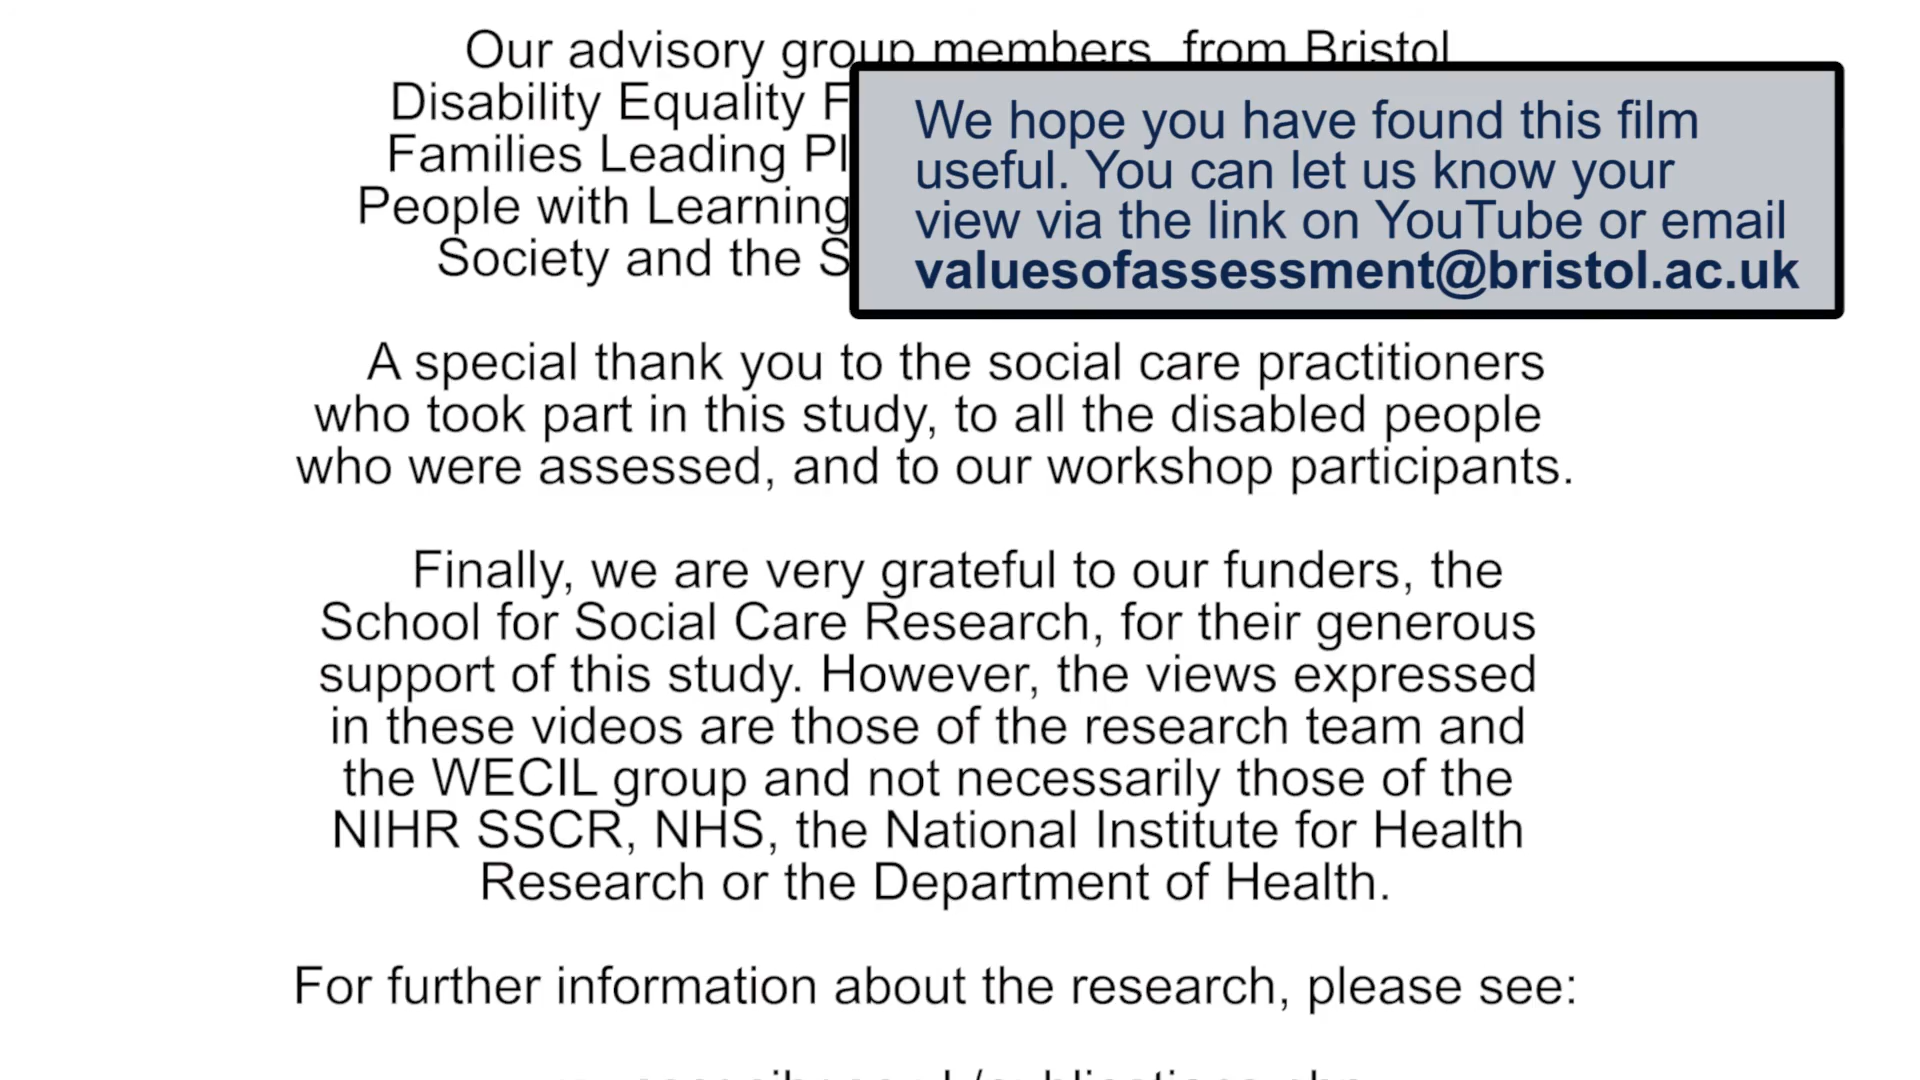 Our advisory group members, from Bristol
Disability Equality
Families Leading
People with Learning
Society and the
We hope you have found this film
useful. You can let us know your
view via the link on YouTube or email
valuesofassessment@bristol.ac.uk
A special thank you to the social care practitioners
who took part in this study, to all the disabled people
who were assessed, and to our workshop participants.
Finally, we are very grateful to our funders, the
School for Social Care Research, for their generous
support of this study. However, the views expressed
in these videos are those of the research team and
the WECIL group and not necessarily those of the
NIHR SSCR, NHS, the National Institute for Health
Research or the Department of Health.
For further information about the research, please see: